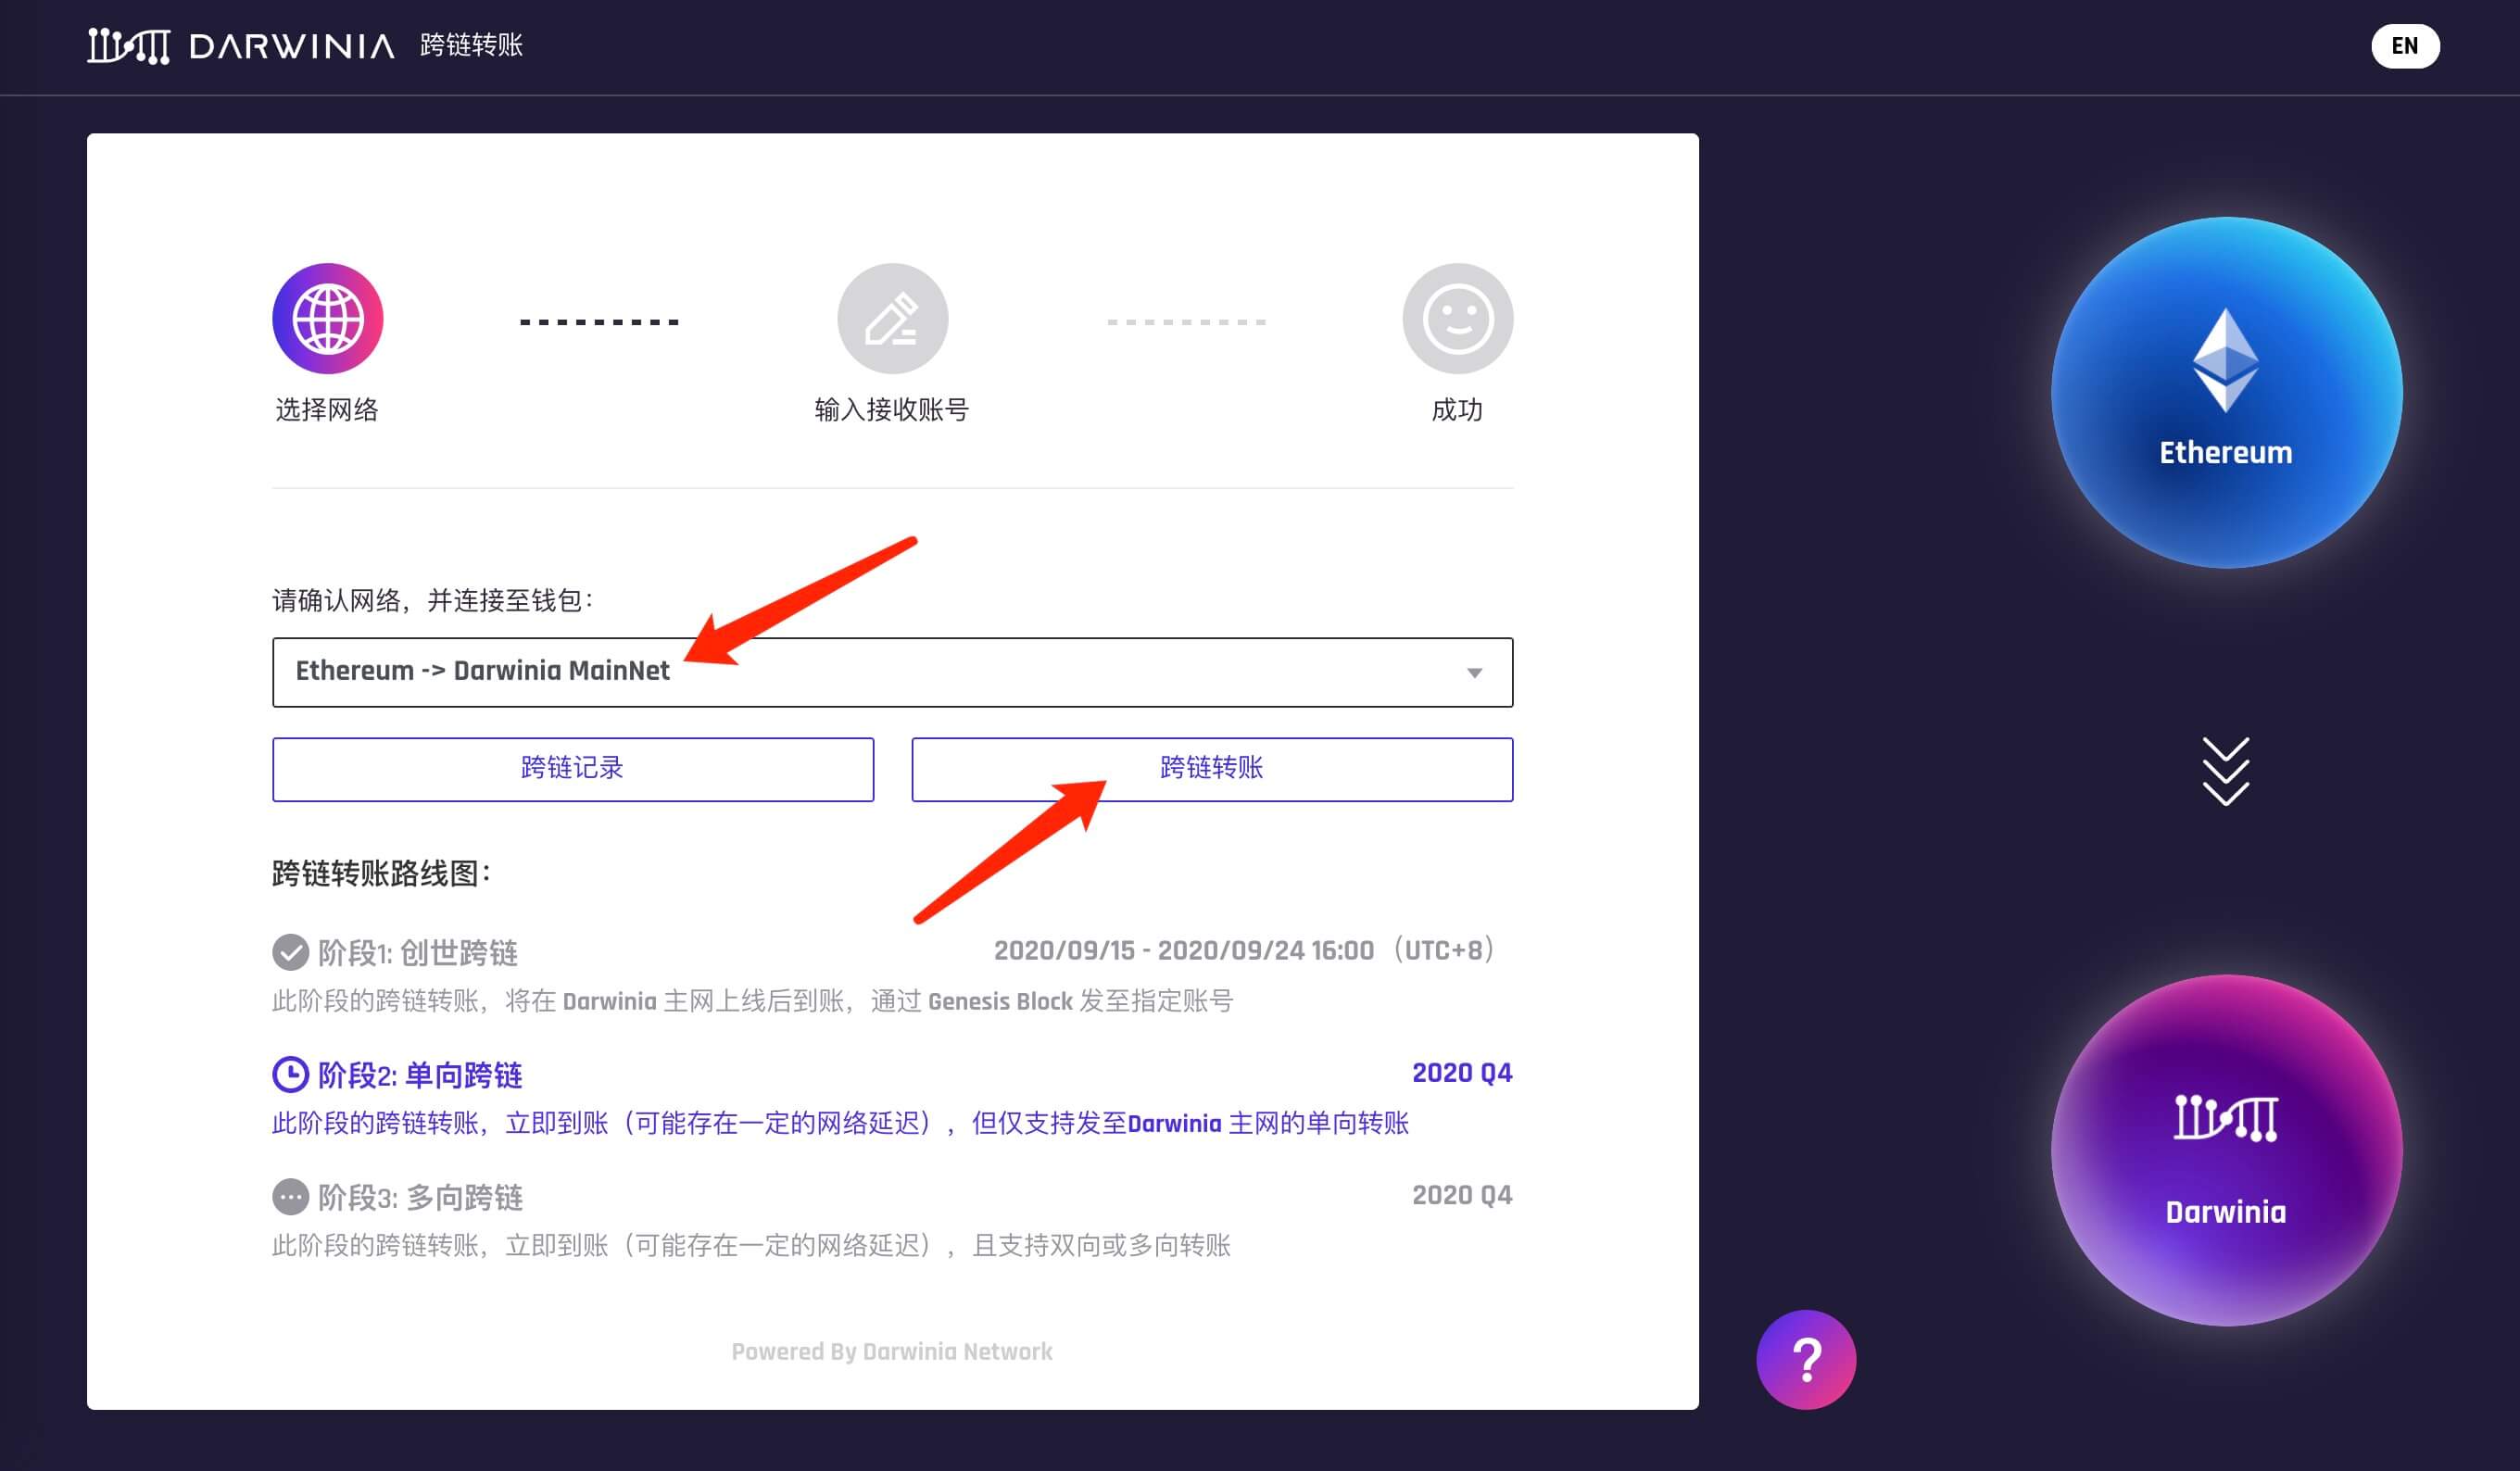 DARWINIA 跨链转账
EN
选择网络
输入接收账号
成功
请确认网络，并连接至钱包：
Ethereum -> Darwinia MainNet
跨链记录
跨链转账
跨链转账路线图：
阶段1: 创世跨链
2020/09/15 - 2020/09/24 16:00（UTC+8）
此阶段的跨链转账，将在 Darwinia 主网上线后到账，通过 Genesis Block 发至指定账号
阶段2: 单向跨链
2020 Q4
此阶段的跨链转账，立即到账（可能存在一定的网络延迟），但仅支持发至Darwinia 主网的单向转账
阶段3: 多向跨链
2020 Q4
此阶段的跨链转账，立即到账（可能存在一定的网络延迟），且支持双向或多向转账
Powered By Darwinia Network
Ethereum
Darwinia
?